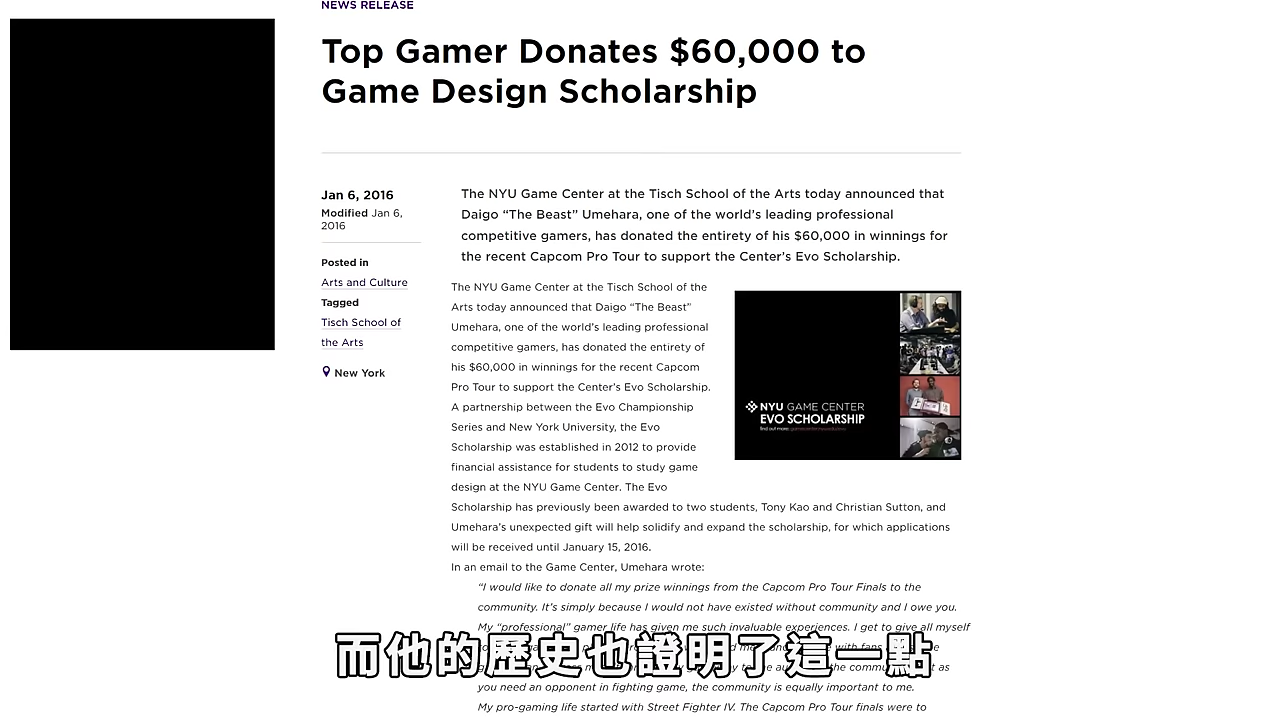 NEWS RELEASE
Top Gamer Donates $60,000 to
Game Design Scholarship
Jan 6, 2016
Modified Jan 6,
2016
Posted in
Arts and Culture
Tagged
Tisch School of
the Arts
New York
The NYU Game Center at the Tisch School of the Arts today announced that
Daigo “The Beast” Umehara, one of the world’s leading professional
competitive gamers, has donated the entirety of his $60,000 in winnings for
the recent Capcom Pro Tour to support the Center’s Evo Scholarship.
The NYU Game Center at the Tisch School of the
Arts today announced that Daigo “The Beast”
Umehara, one of the world’s leading professional
competitive gamers, has donated the entirety of
his $60,000 in winnings for the recent Capcom
Pro Tour to support the Center’s Evo Scholarship.
A partnership between the Evo Championship
Series and New York University, the Evo
Scholarship was established in 2012 to provide
financial assistance for students to study game
design at the NYU Game Center. The Evo
Scholarship has previously been awarded to two students, Tony Kao and Christian Sutton, and
Umehara’s unexpected gift will help solidify and expand the scholarship, for which applications
will be received until January 15, 2016.
NYU GAME CENTER
EVO SCHOLARSHIP
find out more:
In an email to the Game Center, Umehara wrote:
“I would like to donate all my prize winnings from the Capcom Pro Tour Finals to the
community. It’s simply because I would not have existed without community and I owe you.
My “professional” gamer life has given me such invaluable experiences. I get to give all myself
with fans
the commu
as
you need an opponent in fighting game, the community is equally important to me.
My pro-gaming life started with Street Fighter IV. The Capcom Pro Tour finals were to
而他的歷史也證明了這一點